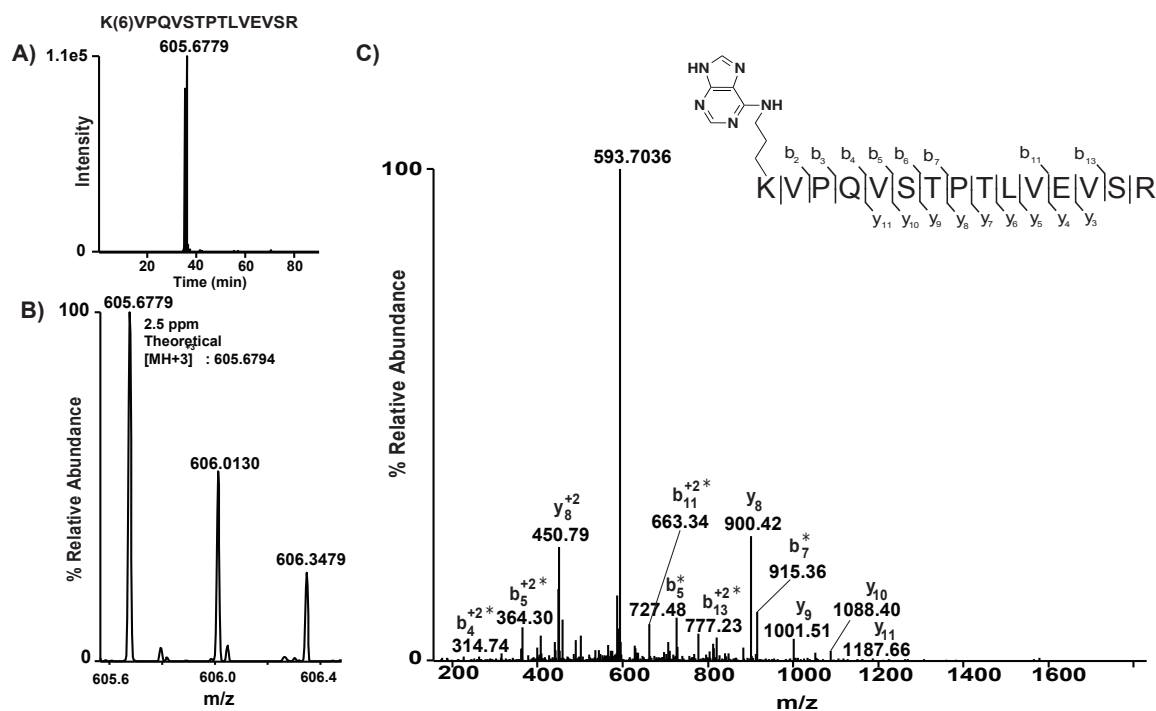 K(6)VPQVSTPTLVEVSR
A)
605.6779
1.1e5
Intensity
0
20 40 60 80
Time (min)
B)
605.6779
100
2.5 ppm
Theoretical
[MH+3]+3 : 605.6794
606.0130
606.3479
% Relative Abundance
0
605.6 606.0 606.4
m/z
C)
HN N
N N
NH
593.7036
100
b2 b3 b4 b5 b6 b7 b11 b13
K|V|P|Q|V|S|T|P|T|L|V|E|V|S|R
y11 y10 y9 y8 y7 y6 y5 y4 y3
% Relative Abundance
y8+2
450.79
b11+2*
663.34
y8
900.42
b7*
915.36
b5+2*
364.30
b5*
727.48
b13+2*
777.23
y10
1088.40
b4+2*
314.74
y9
1001.51
y11
1187.66
0
200 400 600 800 1000 1200 1400 1600
m/z